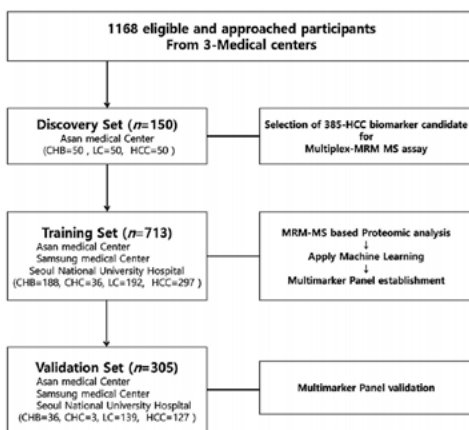 1168 eligible and approached participants
From 3-Medical centers
Discovery Set (n=150)
Asan medical Center
(CHB=50 , LC=50, HCC=50 )
Selection of 385-HCC biomarker candidate
for
Multiplex-MRM MS assay
Training Set (n=713)
Asan medical Center
Samsung medical Center
Seoul National University Hospital
(CHB=188, CHC=36, LC=192, HCC=297)
MRM-MS based Proteomic analysis
↓
Apply Machine Learning
↓
Multimarker Panel establishment
Validation Set (n=305)
Asan medical Center
Samsung medical Center
Seoul National University Hospital
(CHB=36, CHC=3, LC=139, HCC=127)
Multimarker Panel validation